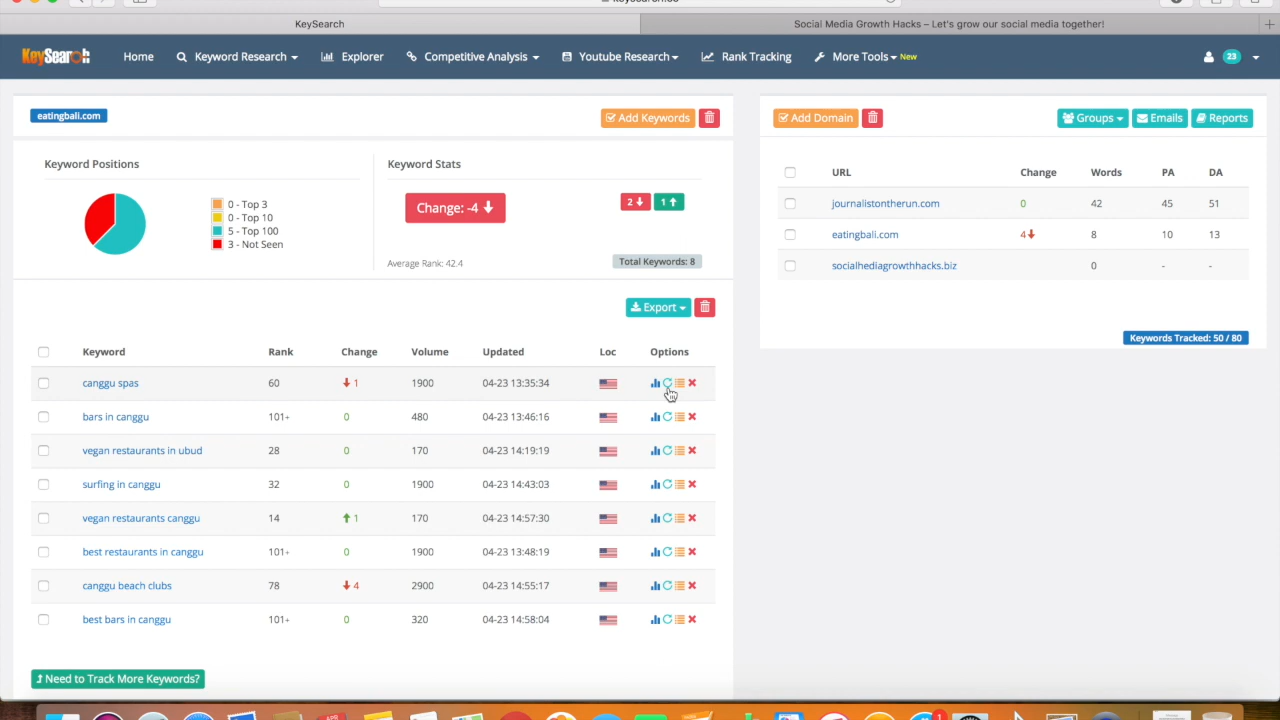 KeySearch
Social Media Growth Hacks – Let's grow our social media together!
KeySearch
Home
Keyword Research
Explorer
Competitive Analysis
Youtube Research
Rank Tracking
More Tools
New
23
eatingbali.com
Add Keywords
Add Domain
Groups
Emails
Reports
Keyword Positions
0 - Top 3
0 - Top 10
5 - Top 100
3 - Not Seen
Keyword Stats
Change: -4
2
1
Average Rank: 42.4
Total Keywords: 8
Export
URL Change Words PA DA
journalistontherun.com 0 42 45 51
eatingbali.com 4 8 10 13
socialhediagrowthhacks.biz 0 - -
Keywords Tracked: 50 / 80
Keyword Rank Change Volume Updated Loc Options
canggu spas 60 1 1900 04-23 13:35:34
bars in canggu 101+ 0 480 04-23 13:46:16
vegan restaurants in ubud 28 0 170 04-23 14:19:19
surfing in canggu 32 0 1900 04-23 14:43:03
vegan restaurants canggu 14 1 170 04-23 14:57:30
best restaurants in canggu 101+ 0 1900 04-23 13:48:19
canggu beach clubs 78 4 2900 04-23 14:55:17
best bars in canggu 101+ 0 320 04-23 14:58:04
Need to Track More Keywords?